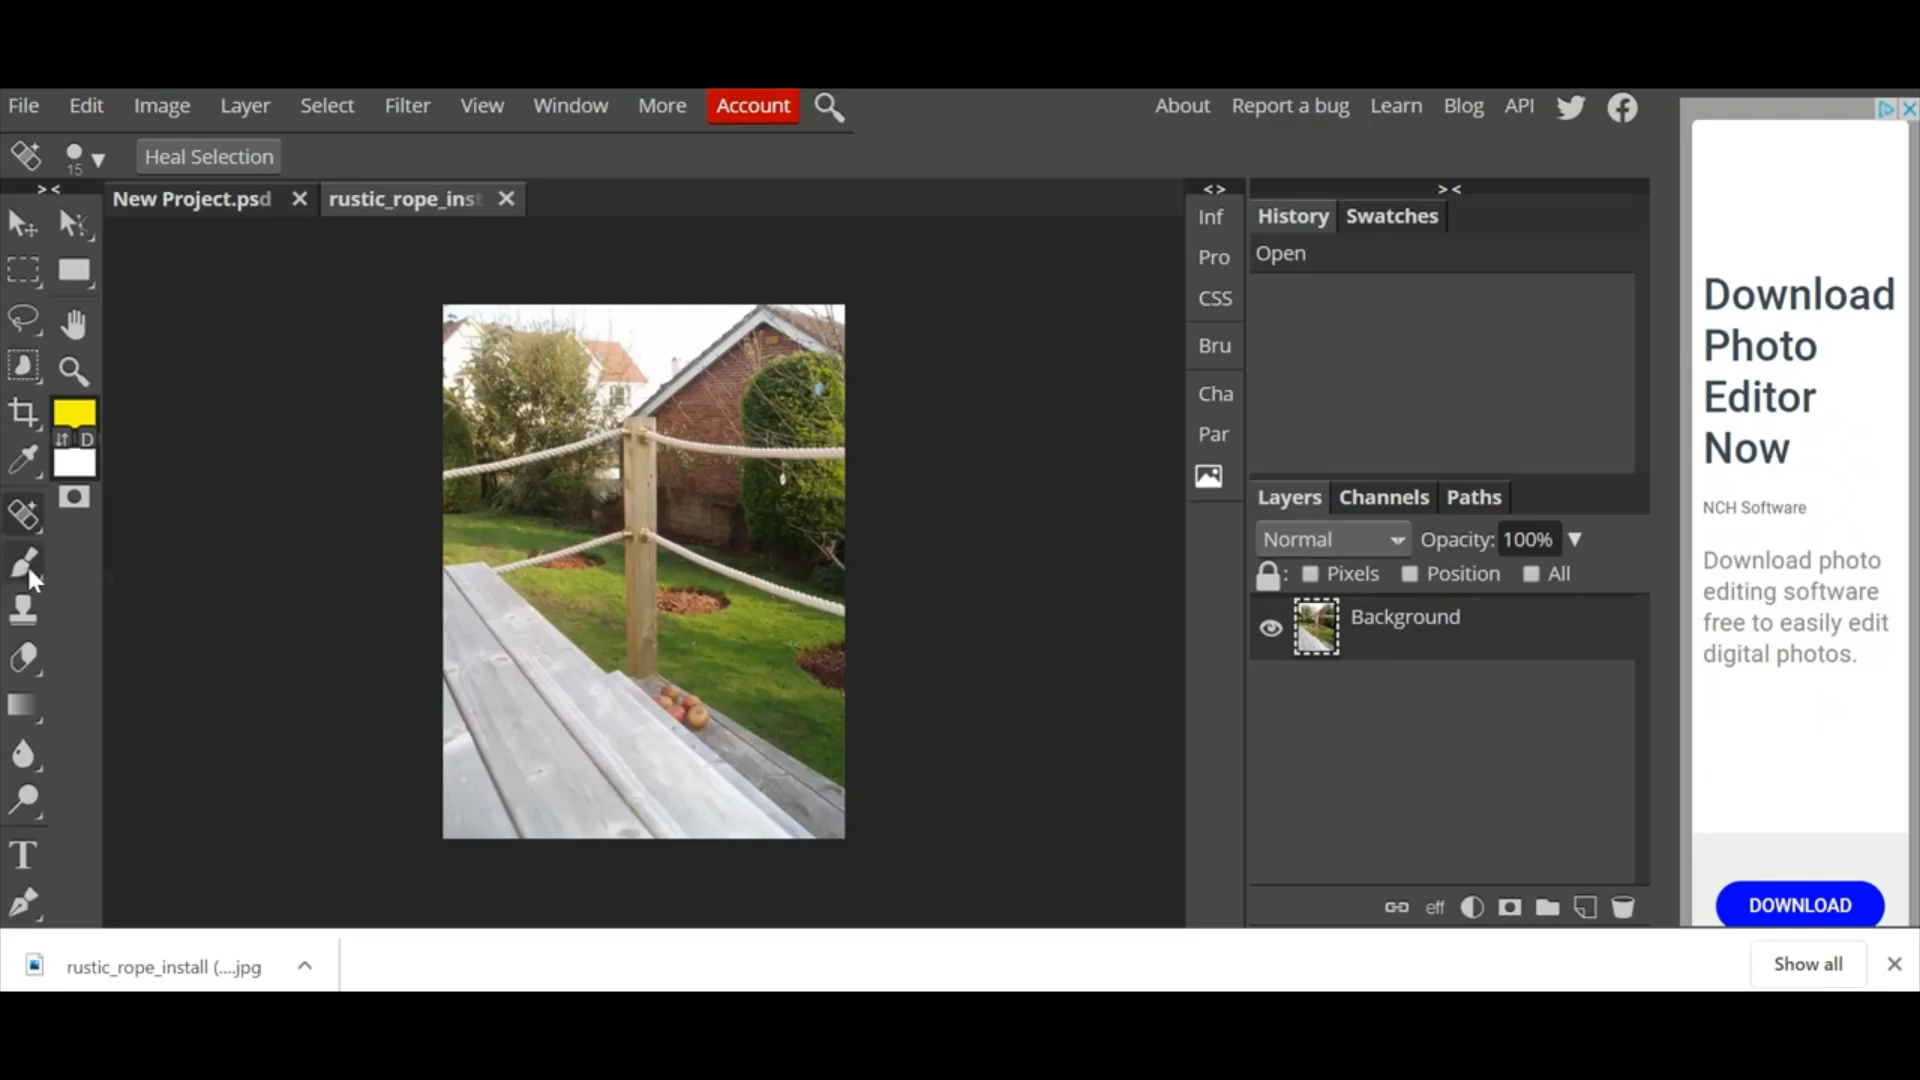 File Edit Image Layer Select Filter View Window More Account
About Report a bug Learn Blog API
15
Heal Selection
New Project.psd
rustic_rope_inst
Inf
Pro
CSS
Bru
Cha
Par
D
History Swatches
Open
Layers Channels Paths
Normal Opacity: 100%
: Pixels Position All
Background
eff
T
Download
Photo
Editor
Now
NCH Software
Download photo
editing software
free to easily edit
digital photos.
DOWNLOAD
rustic_rope_install (....jpg
Show all